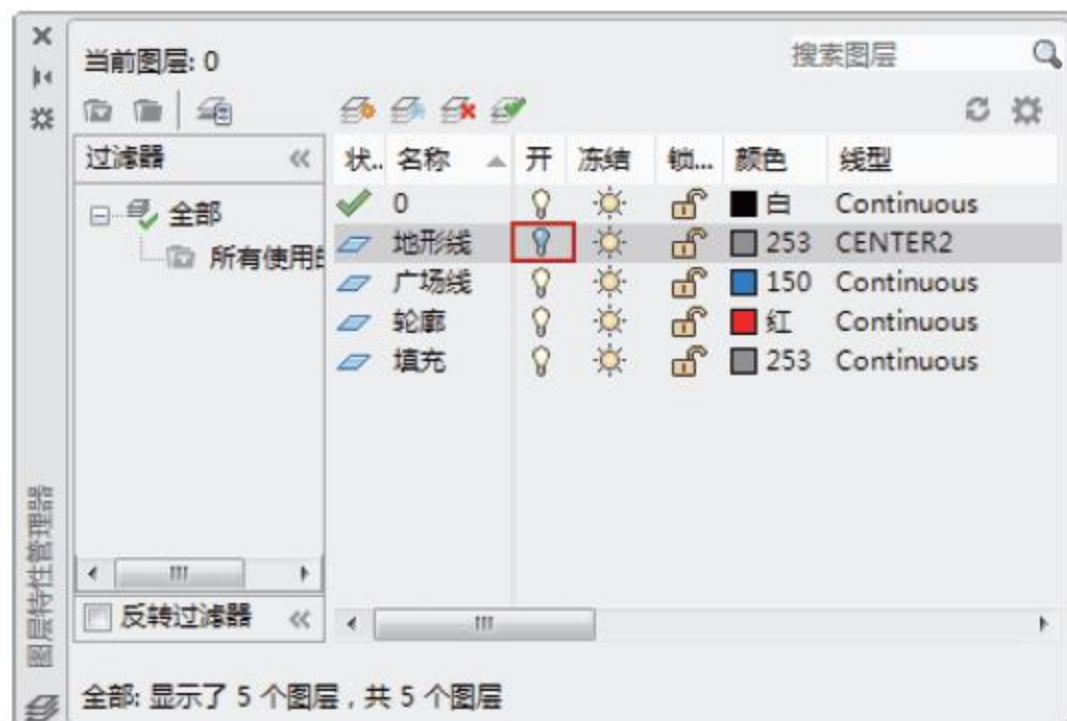 当前图层: 0
搜索图层
过滤器
状.. 名称 开 冻结 锁... 颜色 线型
全部
所有使用的
0 白 Continuous
地形线 253 CENTER2
广场线 150 Continuous
轮廓 红 Continuous
填充 253 Continuous
反转过滤器
图层特性管理器
全部: 显示了 5 个图层 , 共 5 个图层